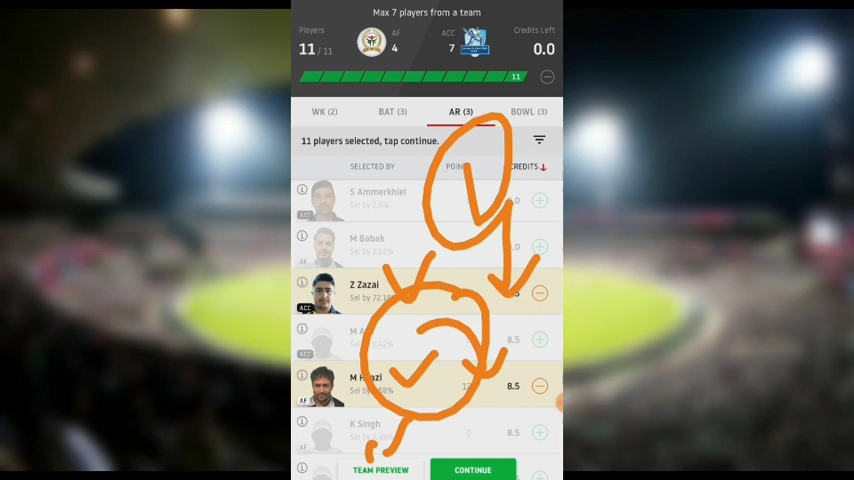 Max 7 players from a team
Players AF ACC Credits Left
11 / 11 4 7 0.0
11
WK (2) BAT (3) AR (3) BOWL (3)
11 players selected, tap continue.
SELECTED BY CREDITS
S Ammerkhiel
Sel by 2.6%
ACC
M Babak
Sel by 2.62%
AF
Z Zazai
ACC
ACC 8.5
8.5
AF
K Singh
0 8.5
AF
TEAM PREVIEW CONTINUE